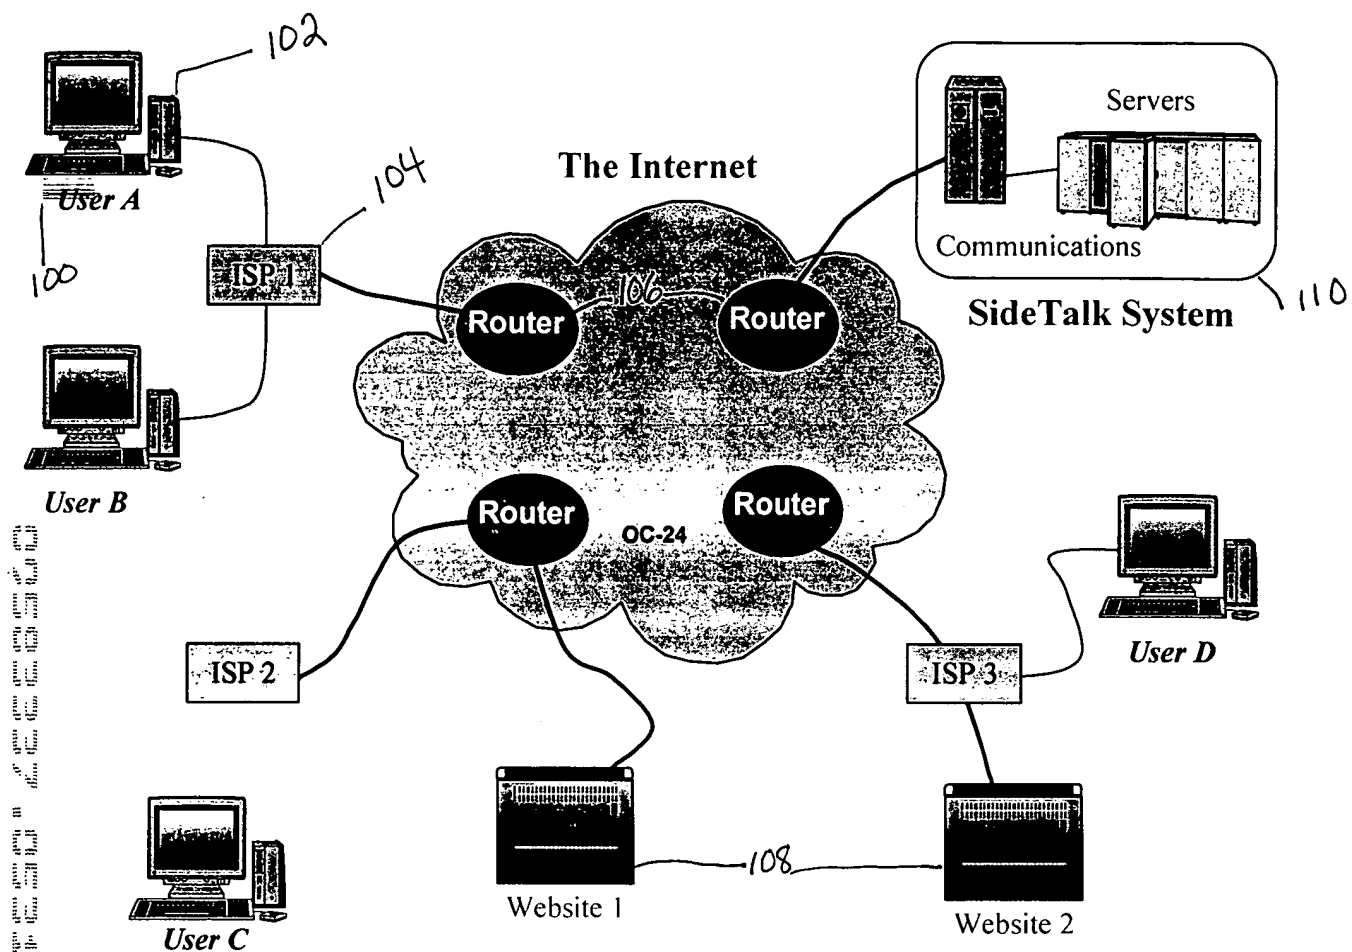 102
Servers
The Internet
104
User A
Communications
100
ISP 1
106
110
Router
Router
SideTalk System
User B
Router
Router
OC-24
User D
ISP 2
ISP 3
108
Website 1
Website 2
User C